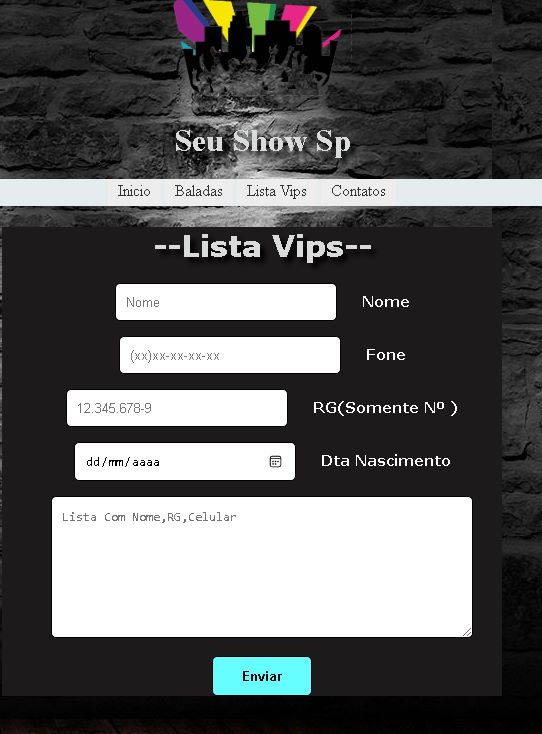 Seu Show Sp
Inicio Baladas Lista Vips Contatos
--Lista Vips--
Nome Nome
(xx)xx-xx-xx-xx Fone
12.345.678-9 RG(Somente Nº )
dd/mm/aaaa Dta Nascimento
Lista Com Nome,RG,Celular
Enviar